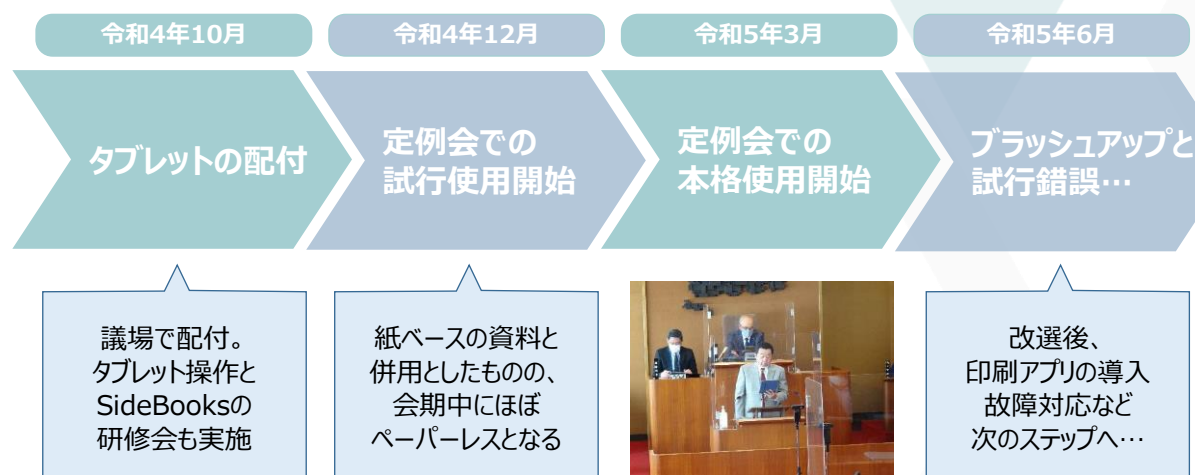 令和4年10月
令和4年12月
令和5年3月
令和5年6月
タブレットの配付
定例会での
試行使用開始
定例会での
本格使用開始
ブラッシュアップと
試行錯誤…
議場で配付。
タブレット操作と
SideBooksの
研修会も実施
紙ベースの資料と
併用としたものの、
会期中にほぼ
ペーパーレスとなる
改選後、
印刷アプリの導入
故障対応など
次のステップへ…